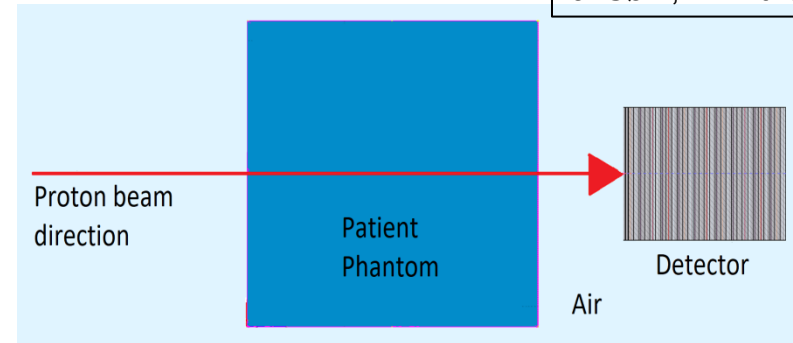 Proton beam
direction
Patient
Phantom
Detector
Air